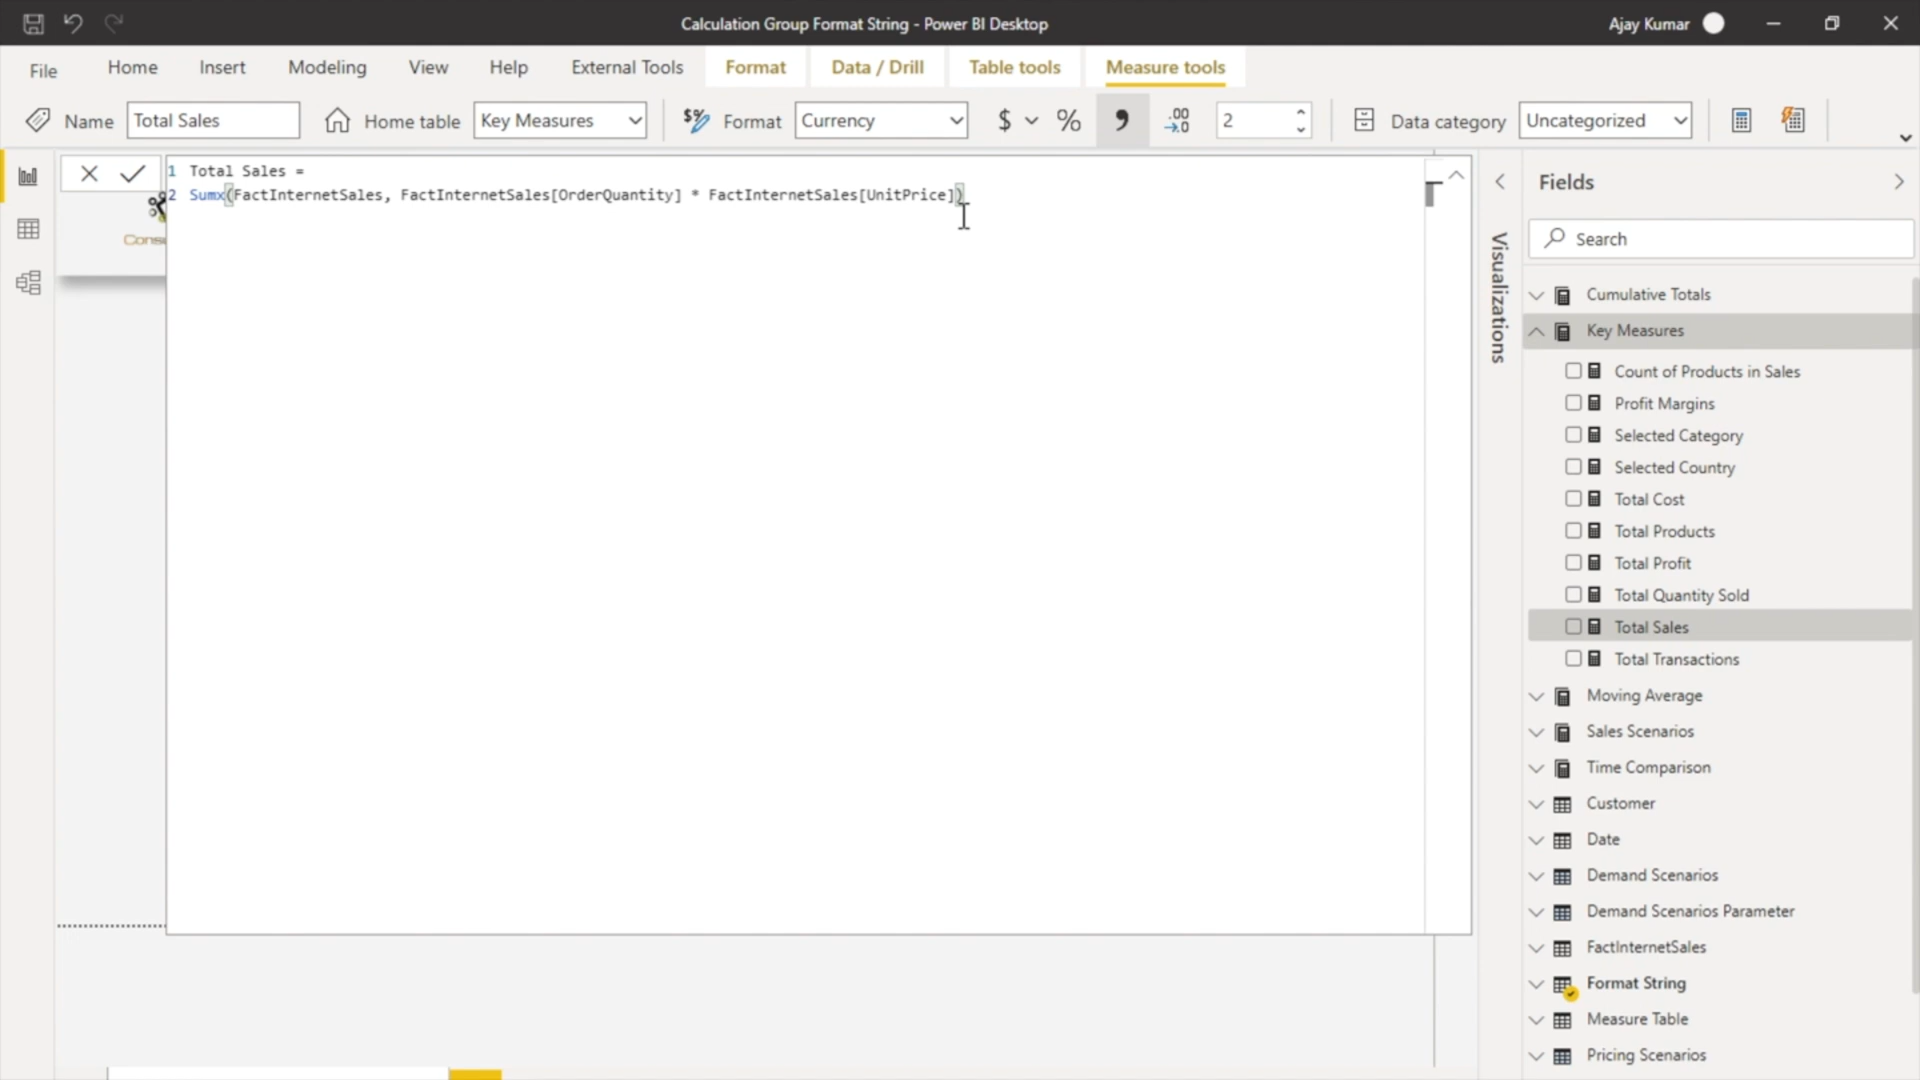 Calculation Group Format String - Power BI Desktop
Ajay Kumar
File
Home
Insert
Modeling
View
Help
External Tools
Format
Data / Drill
Table tools
Measure tools
Name
Total Sales
Home table
Key Measures
Format
Currency
$
%
,
.00
2
Data category
Uncategorized
1 Total Sales =
2 Sumx(FactInternetSales, FactInternetSales[OrderQuantity] * FactInternetSales[UnitPrice])
Visualizations
Fields
Search
Cumulative Totals
Key Measures
Count of Products in Sales
Profit Margins
Selected Category
Selected Country
Total Cost
Total Products
Total Profit
Total Quantity Sold
Total Sales
Total Transactions
Moving Average
Sales Scenarios
Time Comparison
Customer
Date
Demand Scenarios
Demand Scenarios Parameter
FactInternetSales
Format String
Measure Table
Pricing Scenarios